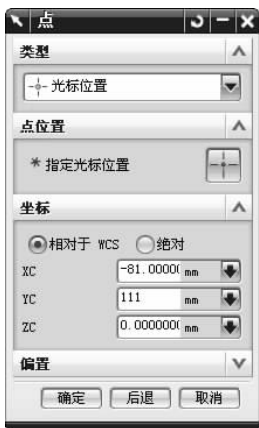 点
类型
光标位置
点位置
* 指定光标位置
坐标
相对于 WCS 绝对
XC -81.00000 mm
YC 111 mm
ZC 0.0000000 mm
偏置
确定 后退 取消